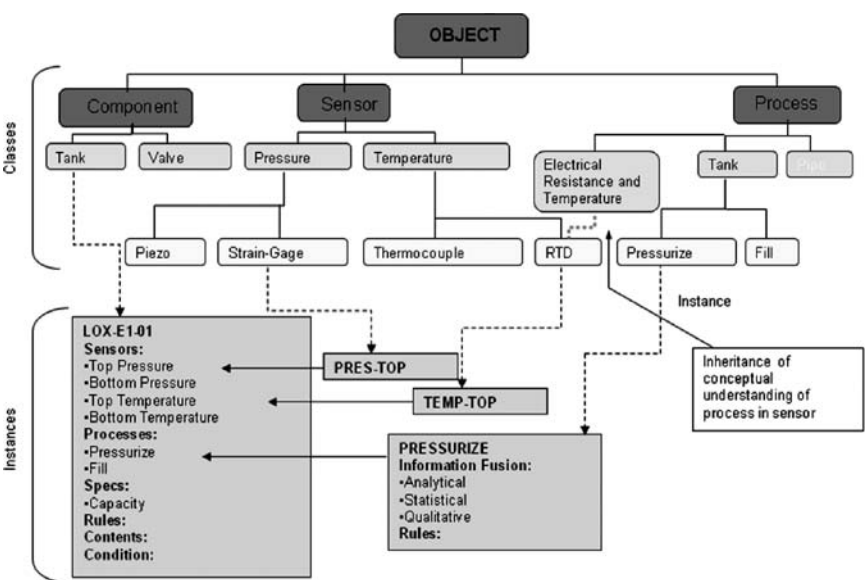 OBJECT
Classes
Component
Sensor
Process
Tank
Valve
Pressure
Temperature
Electrical
Resistance and
Temperature
Tank
Pipe
Piezo
Strain-Gage
Thermocouple
RTD
Pressurize
Fill
Instance
Inheritance of
conceptual
understanding of
process in sensor
Instances
LOX-E1-01
Sensors:
▪Top Pressure
▪Bottom Pressure
▪Top Temperature
▪Bottom Temperature
Processes:
▪Pressurize
▪Fill
Specs:
▪Capacity
Rules:
Contents:
Condition:
PRES-TOP
TEMP-TOP
PRESSURIZE
Information Fusion:
▪Analytical
▪Statistical
▪Qualitative
Rules: